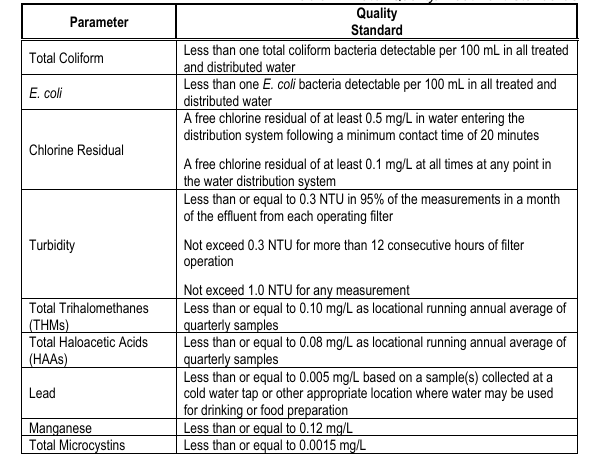 Parameter
Quality
Standard
Total Coliform
Less than one total coliform bacteria detectable per 100 mL in all treated
and distributed water
E. coli
Less than one E. coli bacteria detectable per 100 mL in all treated and
distributed water
Chlorine Residual
A free chlorine residual of at least 0.5 mg/L in water entering the
distribution system following a minimum contact time of 20 minutes
A free chlorine residual of at least 0.1 mg/L at all times at any point in
the water distribution system
Turbidity
Less than or equal to 0.3 NTU in 95% of the measurements in a month
of the effluent from each operating filter
Not exceed 0.3 NTU for more than 12 consecutive hours of filter
operation
Not exceed 1.0 NTU for any measurement
Total Trihalomethanes
(THMs)
Less than or equal to 0.10 mg/L as locational running annual average of
quarterly samples
Total Haloacetic Acids
(HAAs)
Less than or equal to 0.08 mg/L as locational running annual average of
quarterly samples
Lead
Less than or equal to 0.005 mg/L based on a sample(s) collected at a
cold water tap or other appropriate location where water may be used
for drinking or food preparation
Manganese
Less than or equal to 0.12 mg/L
Total Microcystins
Less than or equal to 0.0015 mg/L